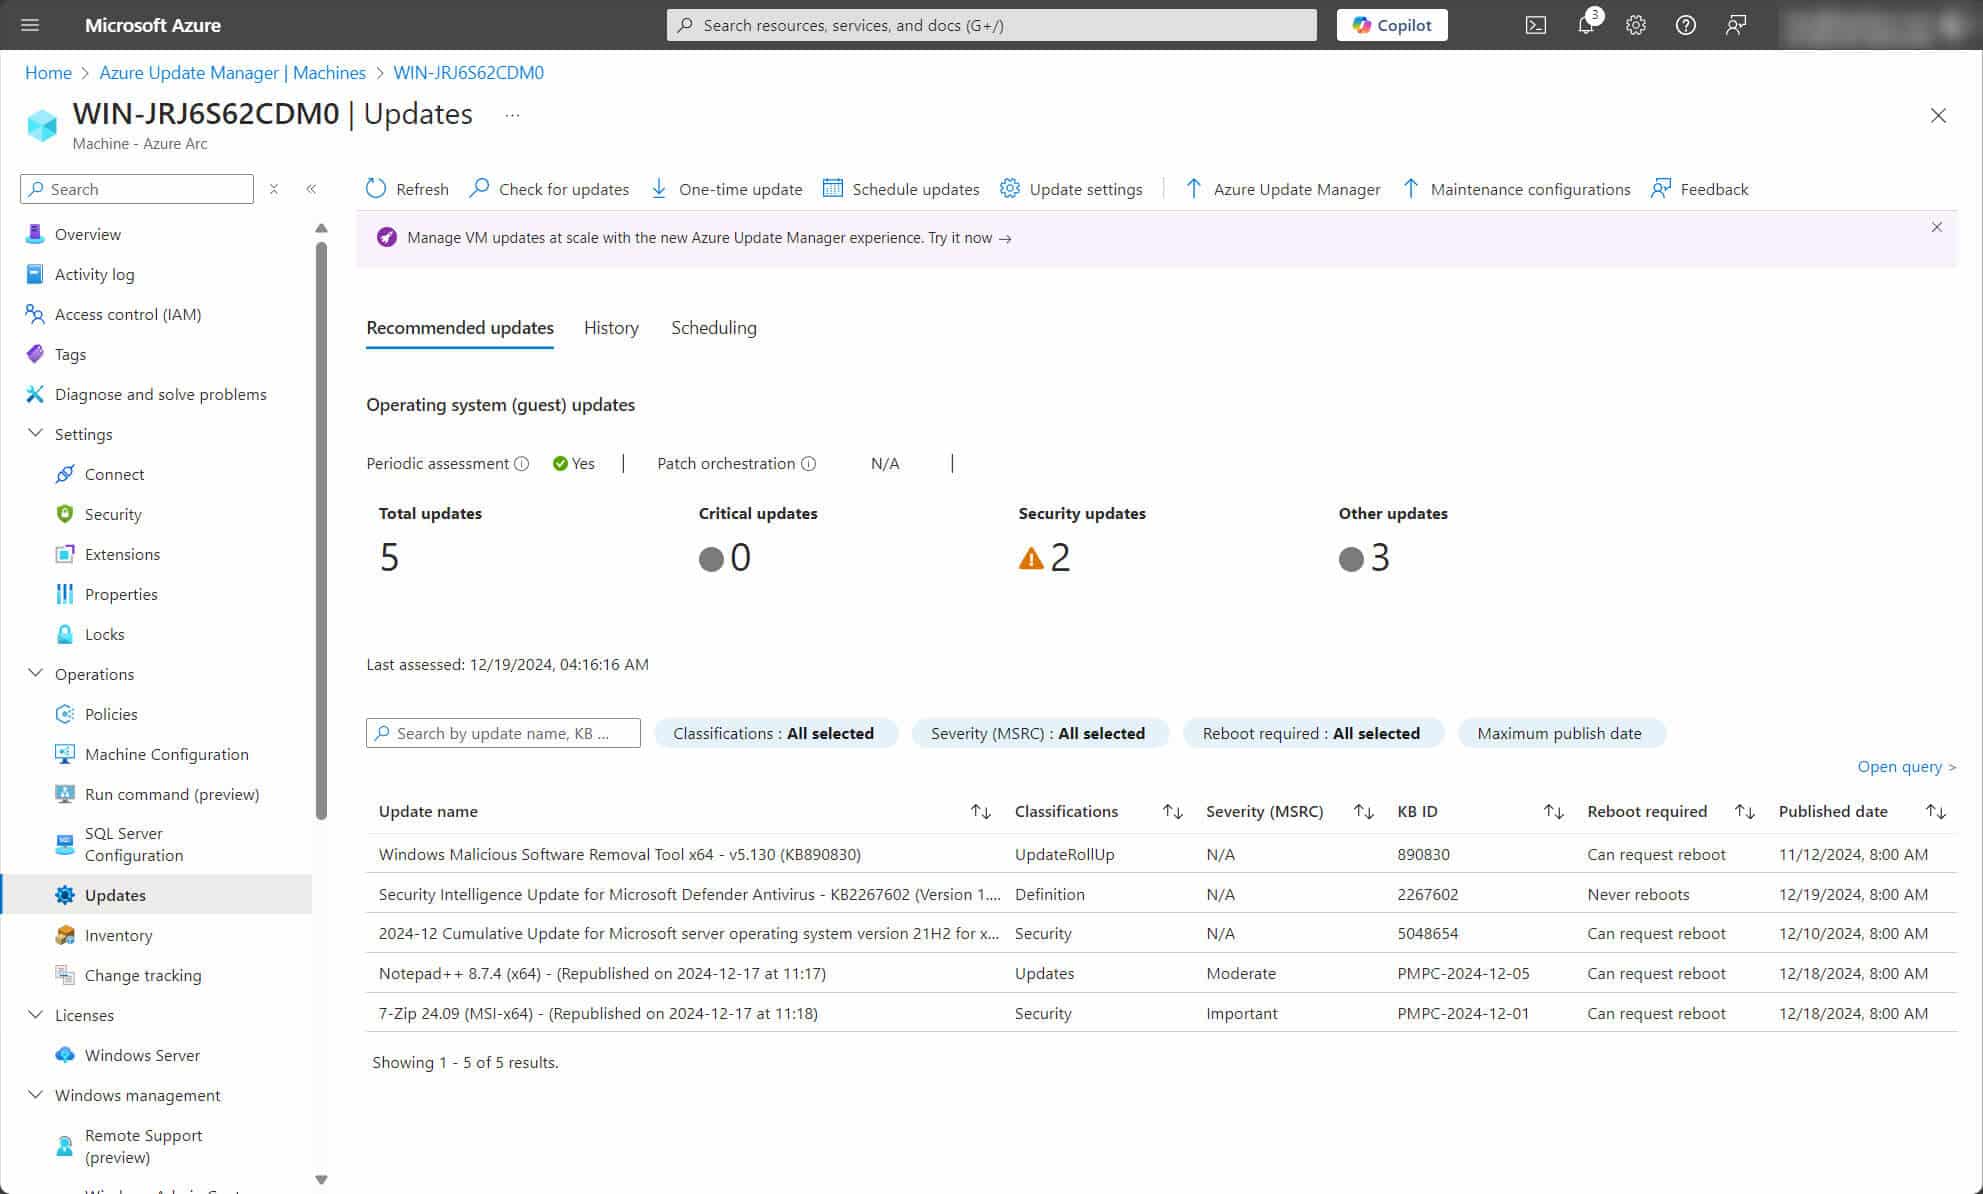 Microsoft Azure
Search resources, services, and docs (G+/)
Copilot
3
Home > Azure Update Manager | Machines > WIN-JRJ6S62CDM0
WIN-JRJ6S62CDM0 | Updates ...
Machine - Azure Arc
Search
Refresh
Check for updates
One-time update
Schedule updates
Update settings
Azure Update Manager
Maintenance configurations
Feedback
Manage VM updates at scale with the new Azure Update Manager experience. Try it now →
Overview
Activity log
Access control (IAM)
Tags
Diagnose and solve problems
Settings
Connect
Security
Extensions
Properties
Locks
Operations
Policies
Machine Configuration
Run command (preview)
SQL Server
Configuration
Updates
Inventory
Change tracking
Licenses
Windows Server
Windows management
Remote Support
(preview)
Recommended updates
History
Scheduling
Operating system (guest) updates
Periodic assessment Yes | Patch orchestration N/A |
Total updates
5
Critical updates
0
Security updates
2
Other updates
3
Last assessed: 12/19/2024, 04:16:16 AM
Search by update name, KB ...
Classifications : All selected
Severity (MSRC) : All selected
Reboot required : All selected
Maximum publish date
Open query >
Update name Classifications Severity (MSRC) KB ID Reboot required Published date
Windows Malicious Software Removal Tool x64 - v5.130 (KB890830) UpdateRollUp N/A 890830 Can request reboot 11/12/2024, 8:00 AM
Security Intelligence Update for Microsoft Defender Antivirus - KB2267602 (Version 1.... Definition N/A 2267602 Never reboots 12/19/2024, 8:00 AM
2024-12 Cumulative Update for Microsoft server operating system version 21H2 for x... Security N/A 5048654 Can request reboot 12/10/2024, 8:00 AM
Notepad++ 8.7.4 (x64) - (Republished on 2024-12-17 at 11:17) Updates Moderate PMPC-2024-12-05 Can request reboot 12/18/2024, 8:00 AM
7-Zip 24.09 (MSI-x64) - (Republished on 2024-12-17 at 11:18) Security Important PMPC-2024-12-01 Can request reboot 12/18/2024, 8:00 AM
Showing 1 - 5 of 5 results.